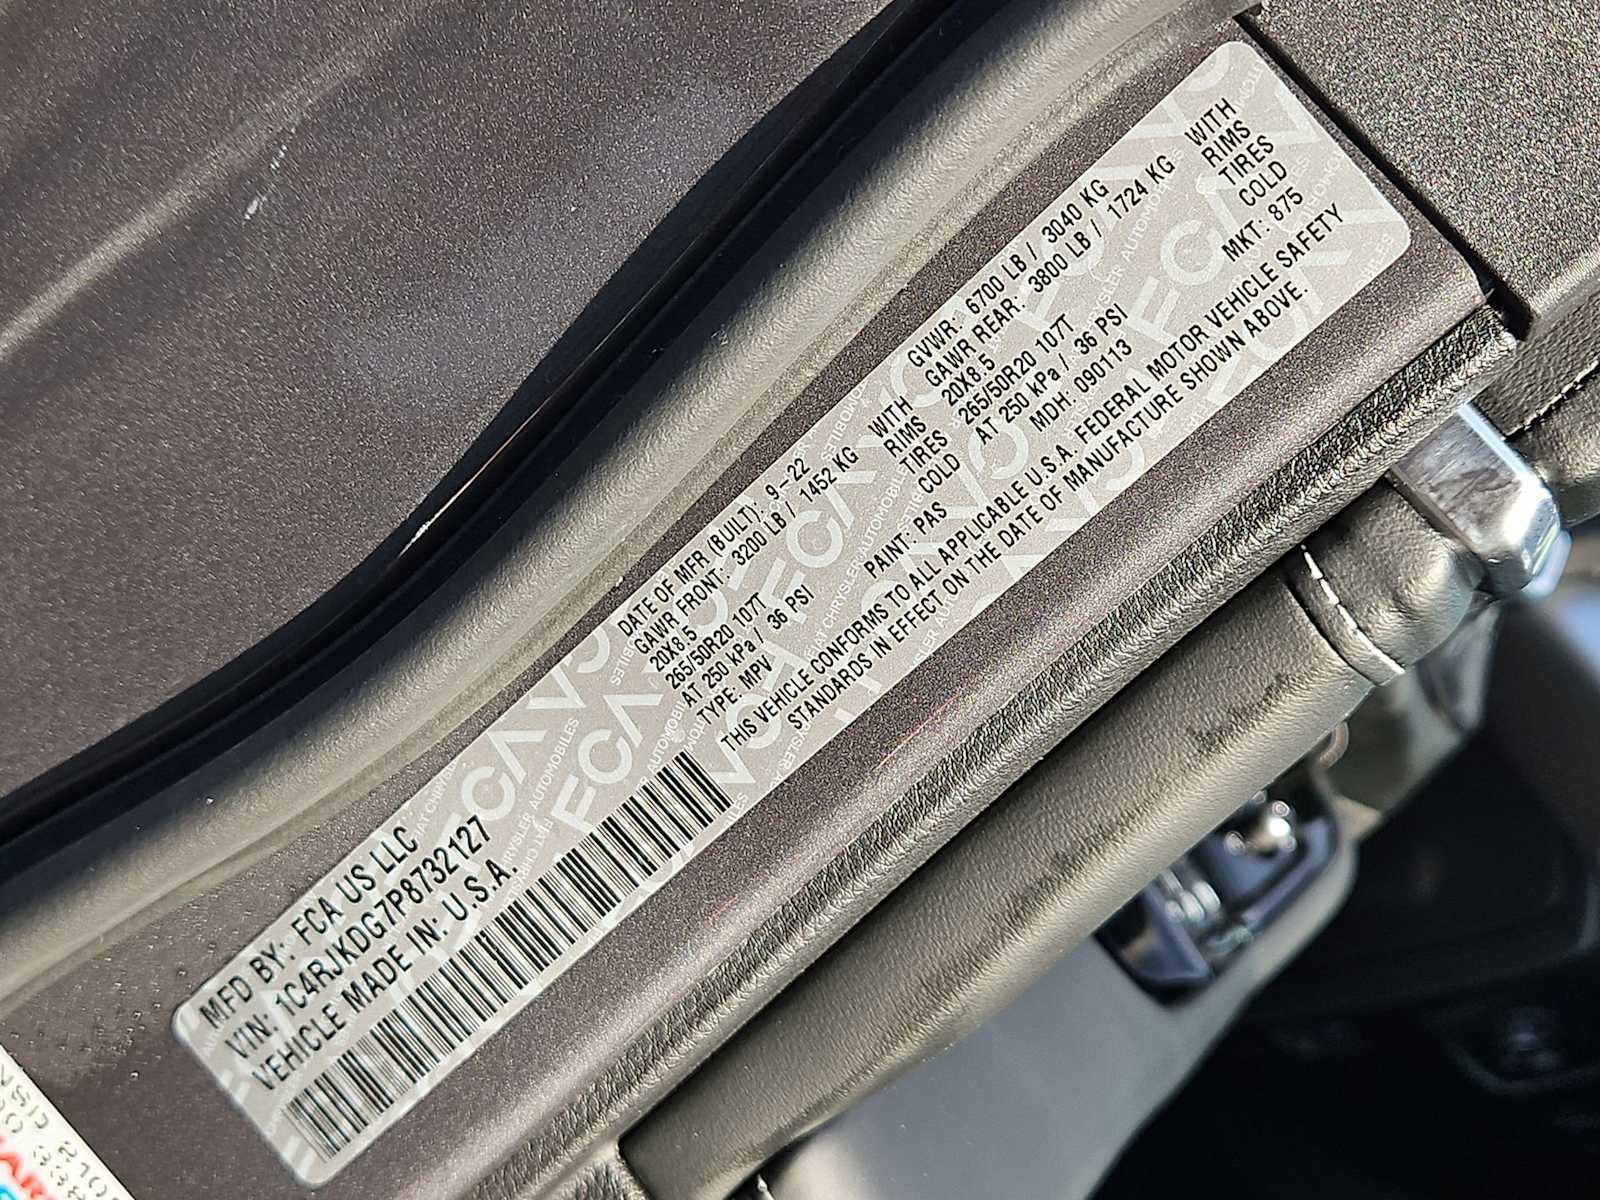 MFD BY: FCA US LLC
VIN: 1C4RJKDG7P8732127
VEHICLE MADE IN: U.S.A.
DATE OF MFR (BUILT): 9-22 GVWR: 6700 LB / 3040 KG
GAWR FRONT: 3200 LB / 1452 KG WITH GAWR REAR: 3800 LB / 1724 KG WITH
20X8.5 RIMS 20X8.5 RIMS
265/50R20 107T TIRES 265/50R20 107T TIRES
AT 250 kPa / 36 PSI COLD AT 250 kPa / 36 PSI COLD
TYPE: MPV PAINT: PAS MDH: 090113 MKT: 875
THIS VEHICLE CONFORMS TO ALL APPLICABLE U.S.A. FEDERAL MOTOR VEHICLE SAFETY
STANDARDS IN EFFECT ON THE DATE OF MANUFACTURE SHOWN ABOVE.